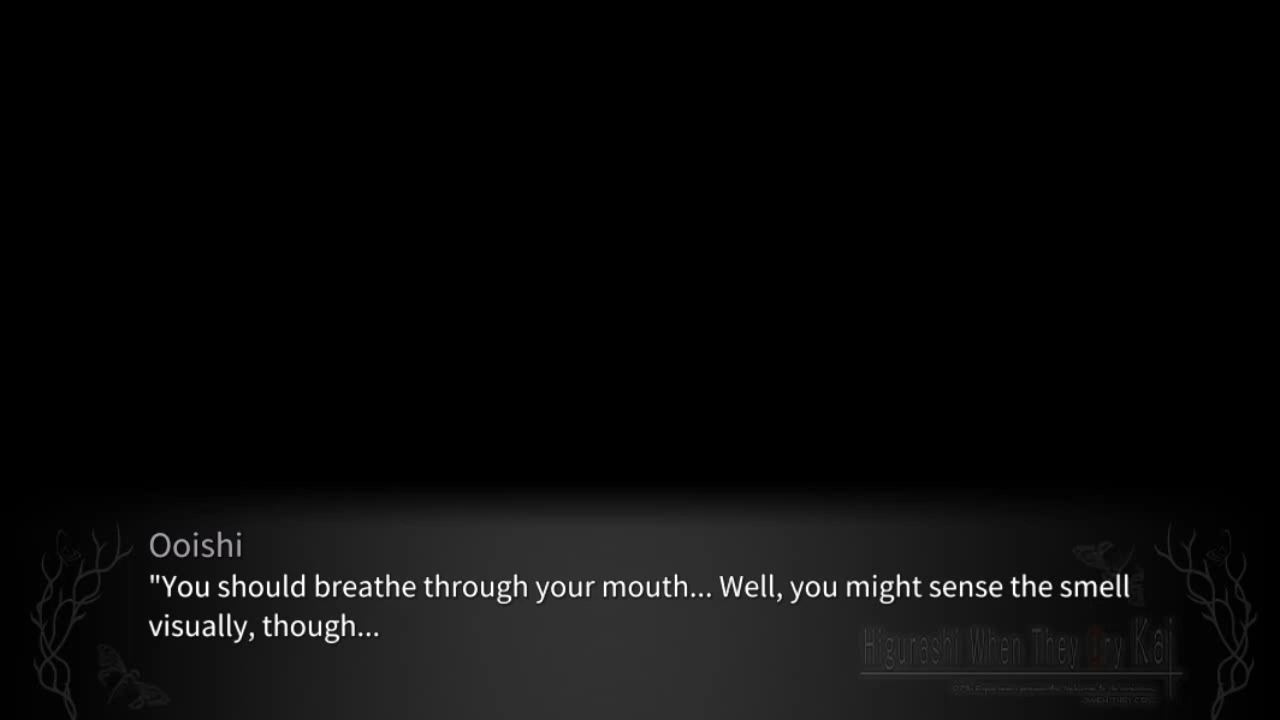 Ooishi
"You should breathe through your mouth... Well, you might sense the smell
visually, though...
Higurashi When They Cry Kai